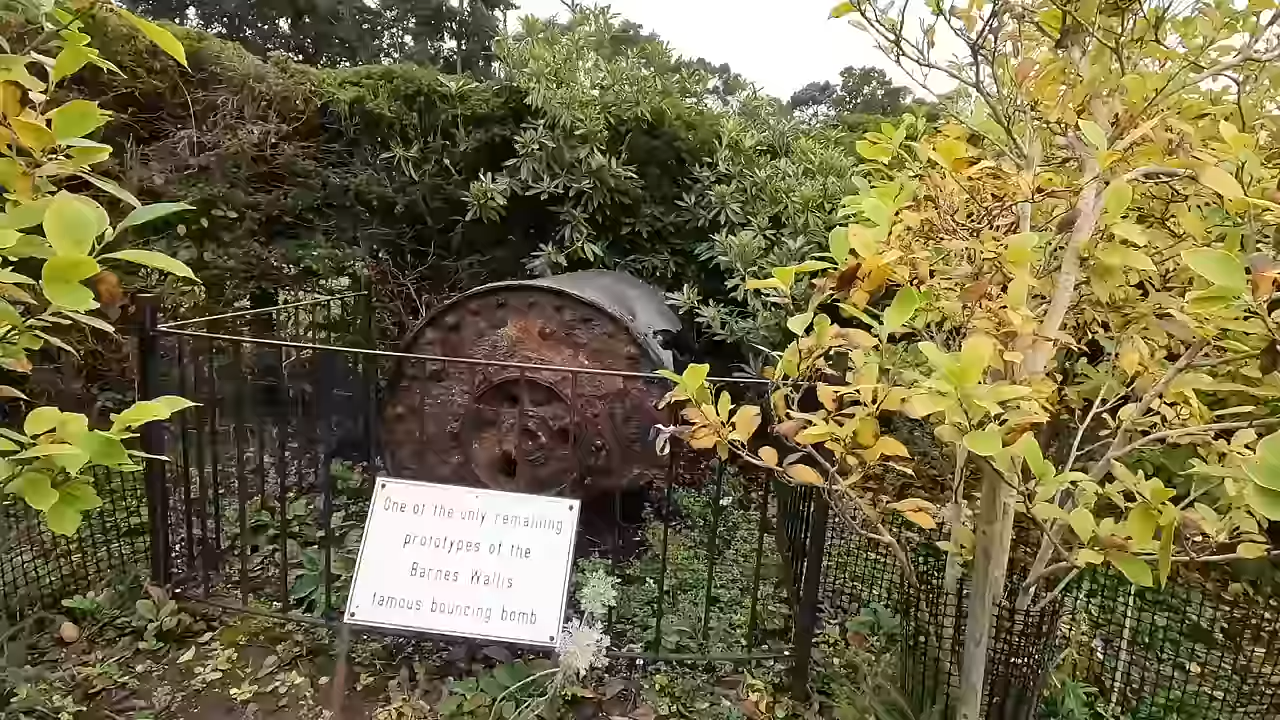 One of the only remaining
prototypes of the
Barnes Wallis
famous bouncing bomb